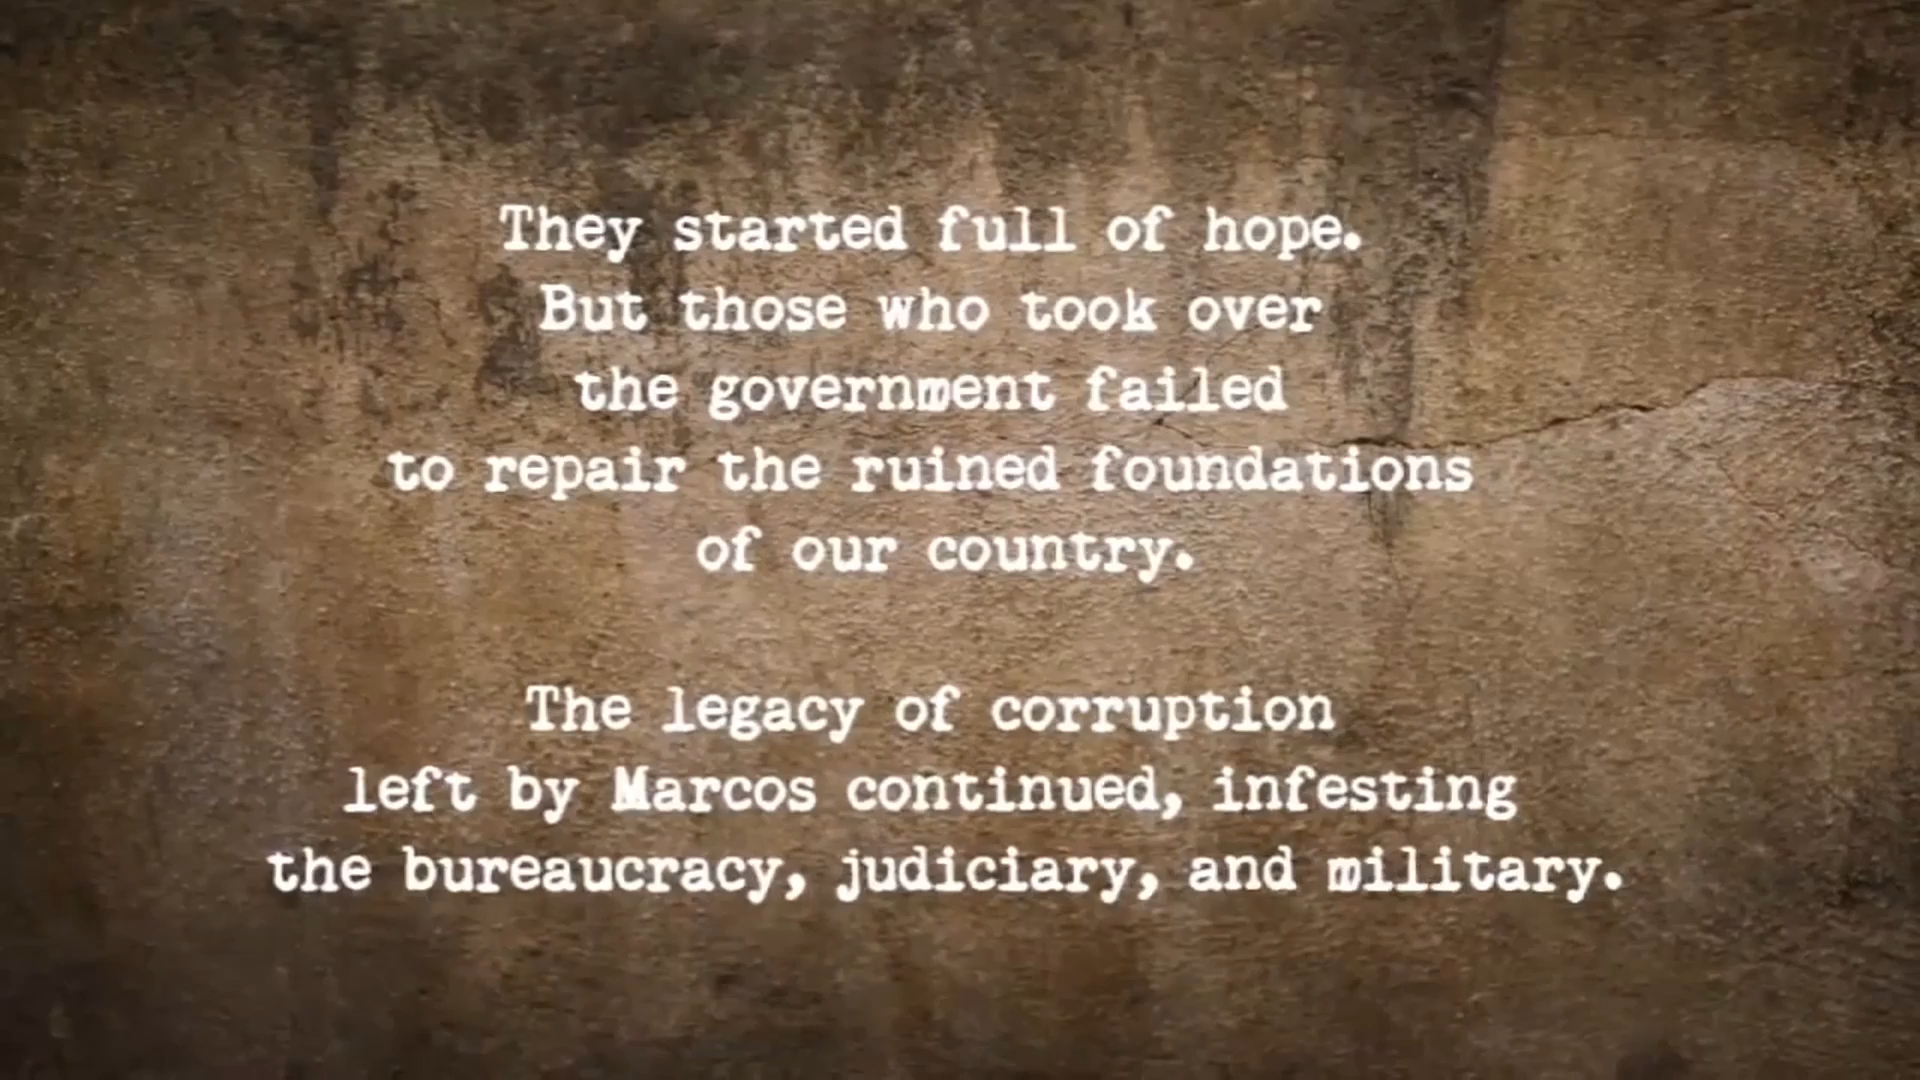 They started full of hope.
But those who took over
the government failed
to repair the ruined foundations
of our country.
The legacy of corruption
left by Marcos continued, infesting
the bureaucracy, judiciary, and military.